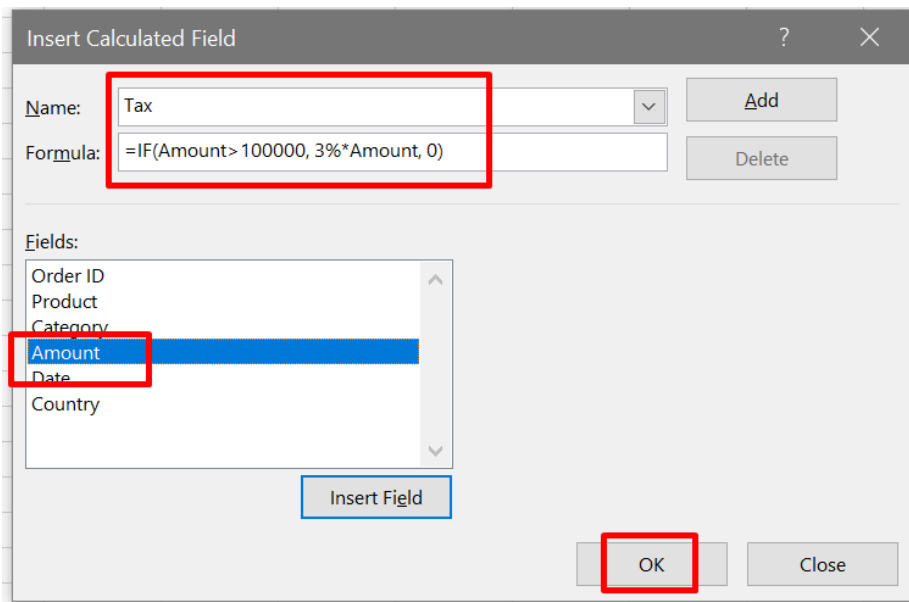 Insert Calculated Field ? ×
Name: Tax Add
Formula: =IF(Amount>100000, 3%*Amount, 0) Delete
Fields:
Order ID
Product
Category
Amount
Date
Country
Insert Field
OK Close